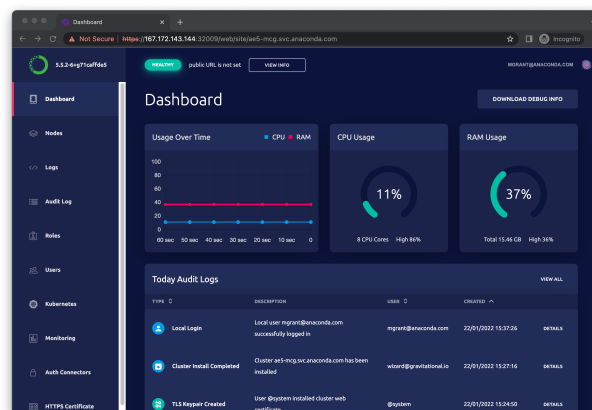 Dashboard
Not Secure | https://167.172.143.144:32009/web/site/ae5-mcg.svc.anaconda.com
Incognito
5.5.2-6+g71caffde5
HEALTHY public URL is not set VIEW INFO
MGRANT@ANACONDA.COM
Dashboard
Nodes
Logs
Audit Log
Roles
Users
Kubernetes
Monitoring
Auth Connectors
HTTPS Certificate
Dashboard
DOWNLOAD DEBUG INFO
Usage Over Time
CPU RAM
100
80
60
40
20
0
60 sec 50 sec 40 sec 30 sec 20 sec 10 sec 0
CPU Usage
11%
8 CPU Cores High 86%
RAM Usage
37%
Total 15.46 GB High 36%
Today Audit Logs
VIEW ALL
TYPE DESCRIPTION USER CREATED
Local Login
Local user mgrant@anaconda.com
successfully logged in
mgrant@anaconda.com
22/01/2022 15:37:26
DETAILS
Cluster Install Completed
Cluster ae5-mcg.svc.anaconda.com has been
installed
wizard@gravitational.io
22/01/2022 15:27:16
DETAILS
TLS Keypair Created
User @system installed cluster web
certificate
@system
22/01/2022 15:24:50
DETAILS